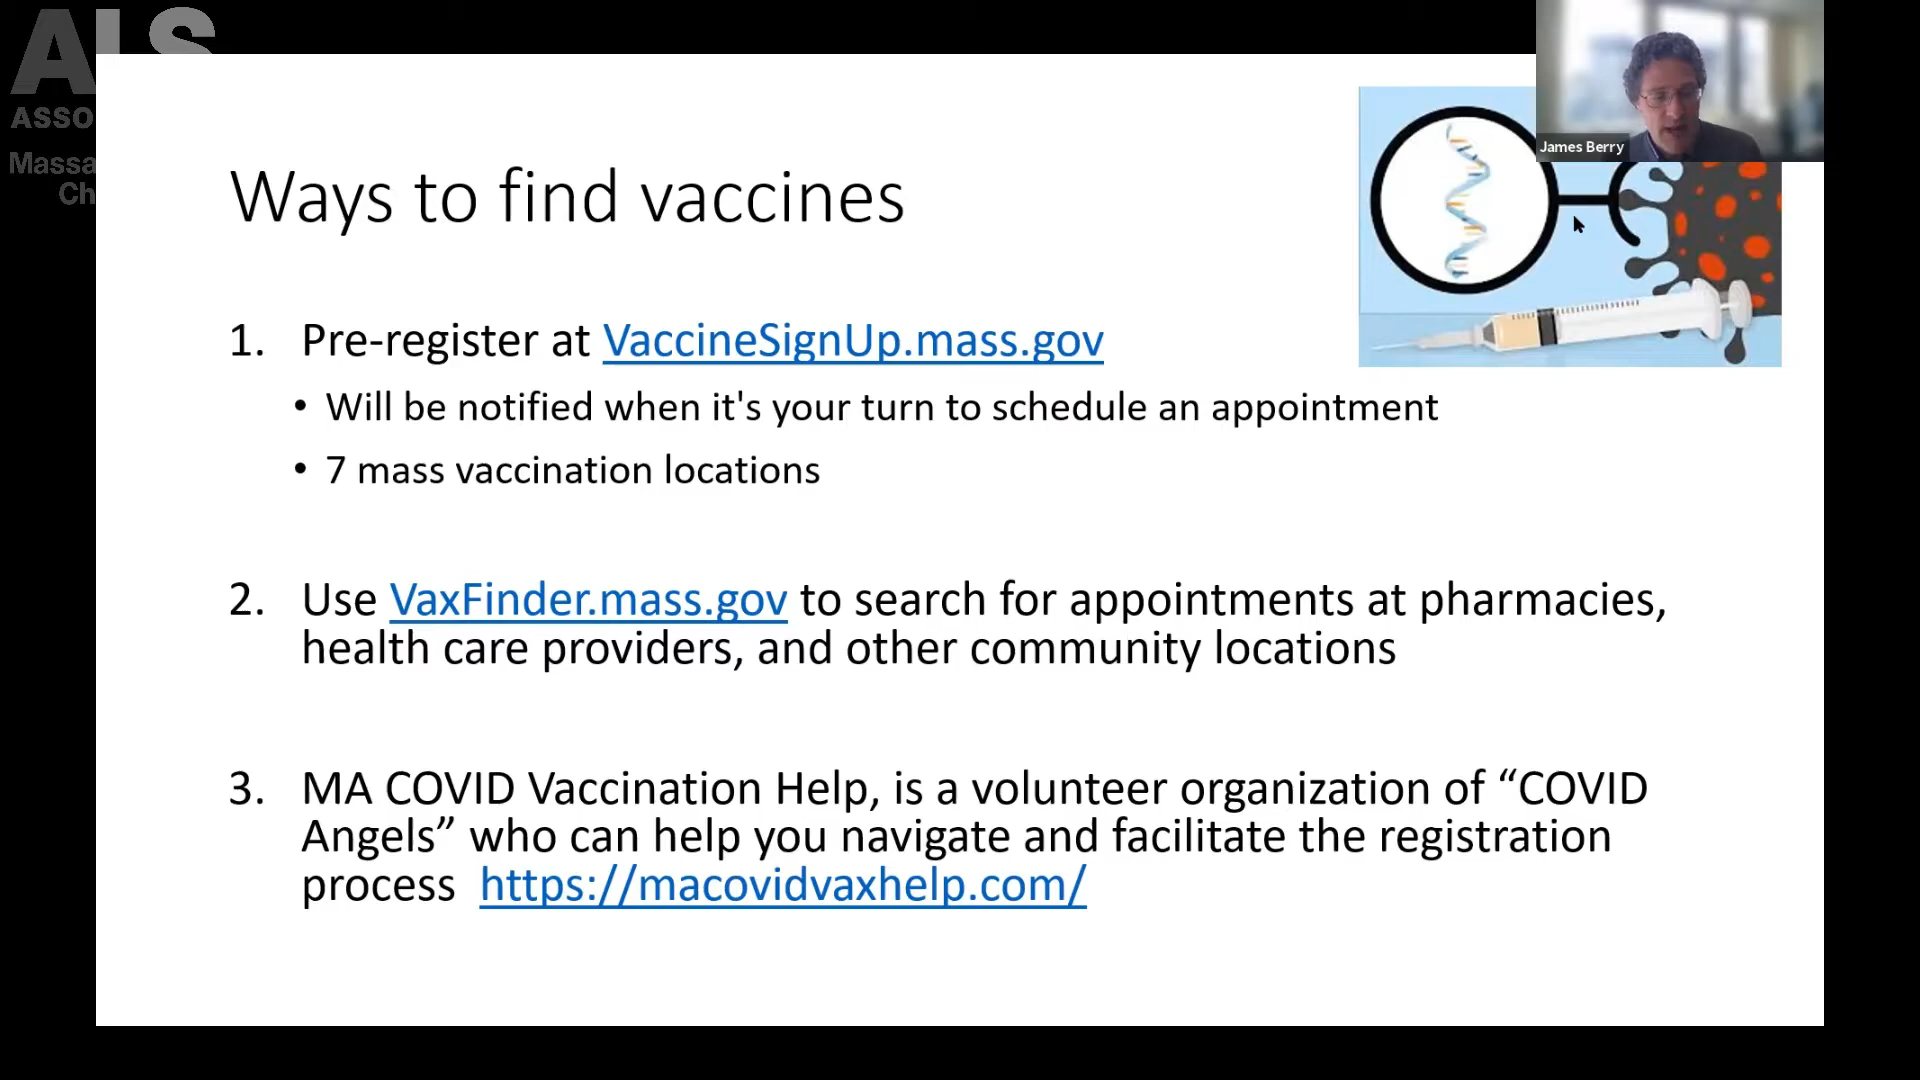 ALS
ASSO
Massa
Ch
James Berry
Ways to find vaccines
1. Pre-register at VaccineSignUp.mass.gov
• Will be notified when it's your turn to schedule an appointment
• 7 mass vaccination locations
2. Use VaxFinder.mass.gov to search for appointments at pharmacies,
health care providers, and other community locations
3. MA COVID Vaccination Help, is a volunteer organization of “COVID
Angels” who can help you navigate and facilitate the registration
process https://macovidvaxhelp.com/